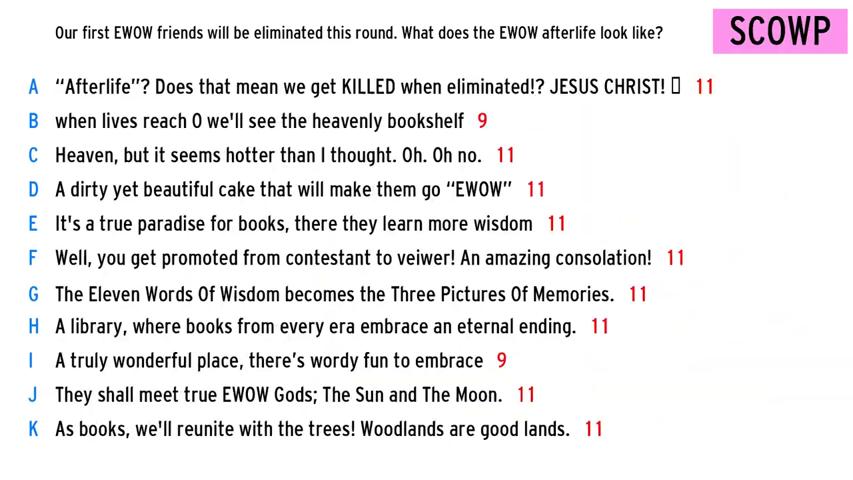 Our first EWOW friends will be eliminated this round. What does the EWOW afterlife look like?
SCOWP
A “Afterlife”? Does that mean we get KILLED when eliminated!? JESUS CHRIST! 11
B when lives reach 0 we'll see the heavenly bookshelf 9
C Heaven, but it seems hotter than I thought. Oh. Oh no. 11
D A dirty yet beautiful cake that will make them go “EWOW” 11
E It's a true paradise for books, there they learn more wisdom 11
F Well, you get promoted from contestant to veiwer! An amazing consolation! 11
G The Eleven Words Of Wisdom becomes the Three Pictures Of Memories. 11
H A library, where books from every era embrace an eternal ending. 11
I A truly wonderful place, there’s wordy fun to embrace 9
J They shall meet true EWOW Gods; The Sun and The Moon. 11
K As books, we'll reunite with the trees! Woodlands are good lands. 11